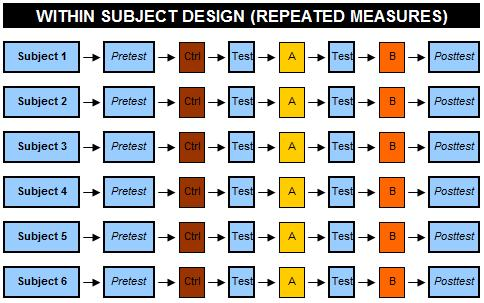 WITHIN SUBJECT DESIGN (REPEATED MEASURES)
Subject 1 Pretest Ctrl Test A Test B Posttest
Subject 2 Pretest Ctrl Test A Test B Posttest
Subject 3 Pretest Ctrl Test A Test B Posttest
Subject 4 Pretest Ctrl Test A Test B Posttest
Subject 5 Pretest Ctrl Test A Test B Posttest
Subject 6 Pretest Ctrl Test A Test B Posttest